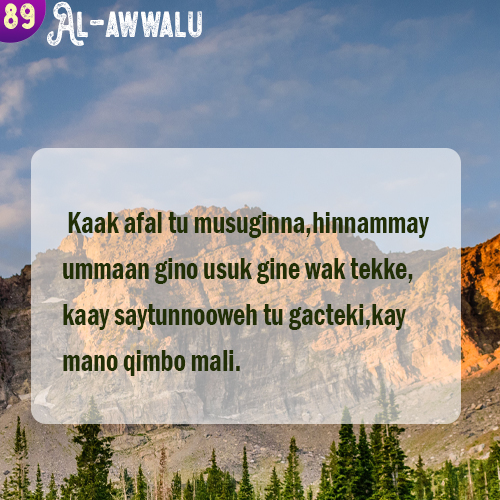 89 Al-awwalu
Kaak afal tu musuginna,hinnammay
ummaan gino usuk gine wak tekke,
kaay saytunnooweh tu gacteki,kay
mano qimbo mali.